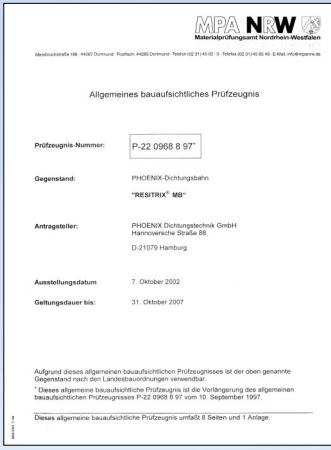 MPA NRW
Materialprüfungsamt Nordrhein-Westfalen
Allgemeines bauaufsichtliches Prüfzeugnis
Prüfzeugnis-Nummer: P-22 0968 8 97*
Gegenstand: PHOENIX-Dichtungsbahn
"RESITRIX® MB"
Antragsteller: PHOENIX Dichtungstechnik GmbH
Hannoversche Straße 88
D-21079 Hamburg
Ausstellungsdatum 7. Oktober 2002
Geltungsdauer bis: 31. Oktober 2007
Aufgrund dieses allgemeinen bauaufsichtlichen Prüfzeugnisses ist der oben genannte
Gegenstand nach den Landesbauordnungen verwendbar.
* Dieses allgemeine bauaufsichtliche Prüfzeugnis ist die Verlängerung des allgemeinen
bauaufsichtlichen Prüfzeugnisses P-22 0968 8 97 vom 10. September 1997.
Dieses allgemeine bauaufsichtliche Prüfzeugnis umfaßt 8 Seiten und 1 Anlage.